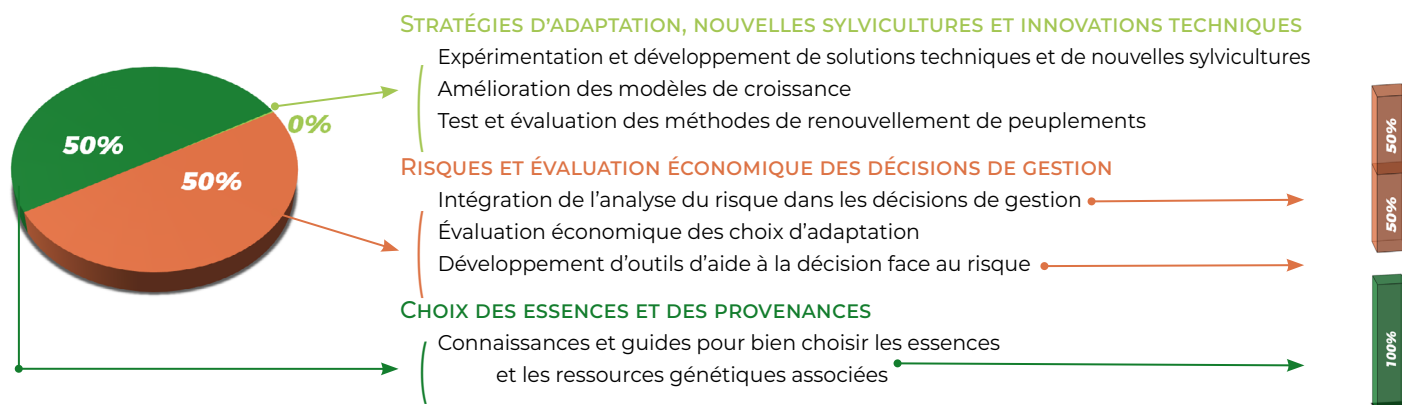 STRATÉGIES D'ADAPTATION, NOUVELLES SYLVICULTURES ET INNOVATIONS TECHNIQUES
Expérimentation et développement de solutions techniques et de nouvelles sylvicultures
Amélioration des modèles de croissance
Test et évaluation des méthodes de renouvellement de peuplements
0%
50%
50%
RISQUES ET ÉVALUATION ÉCONOMIQUE DES DÉCISIONS DE GESTION
Intégration de l'analyse du risque dans les décisions de gestion
Évaluation économique des choix d'adaptation
Développement d'outils d'aide à la décision face au risque
50%
50%
CHOIX DES ESSENCES ET DES PROVENANCES
Connaissances et guides pour bien choisir les essences
et les ressources génétiques associées
100%